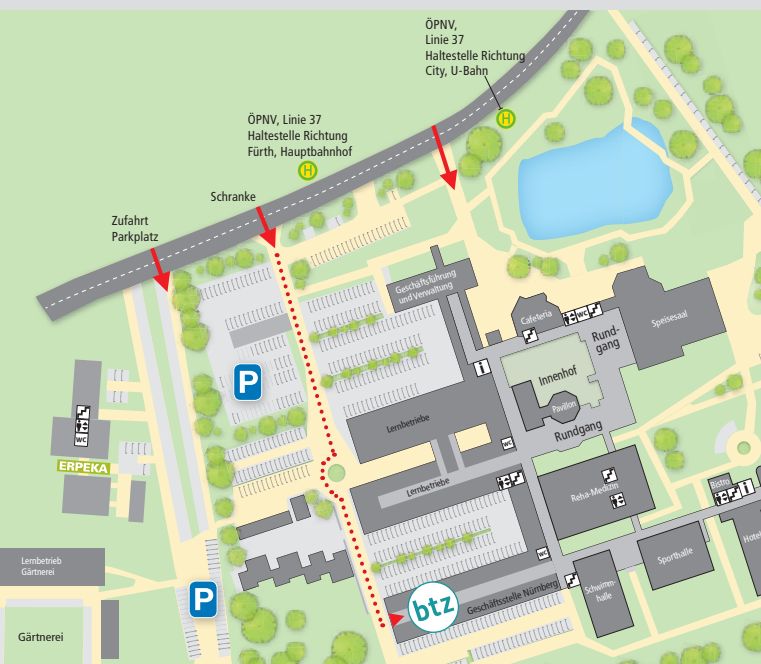 ÖPNV,
Linie 37
Haltestelle Richtung
City, U-Bahn
H
ÖPNV, Linie 37
Haltestelle Richtung
Fürth, Hauptbahnhof
H
Schranke
Zufahrt
Parkplatz
Geschäftsführung
und Verwaltung
Cafeteria
WC
Rund-
gang
Speisesaal
i
Innenhof
Pavillon
Rundgang
P
Lernbetriebe
WC
WC
ERPEKA
Lernbetriebe
Reha-Medizin
Bistro
i
Hotel
WC
Sporthalle
Schwimm-
halle
Lernbetrieb
Gärtnerei
P
btz
Geschäftsstelle Nürnberg
Gärtnerei